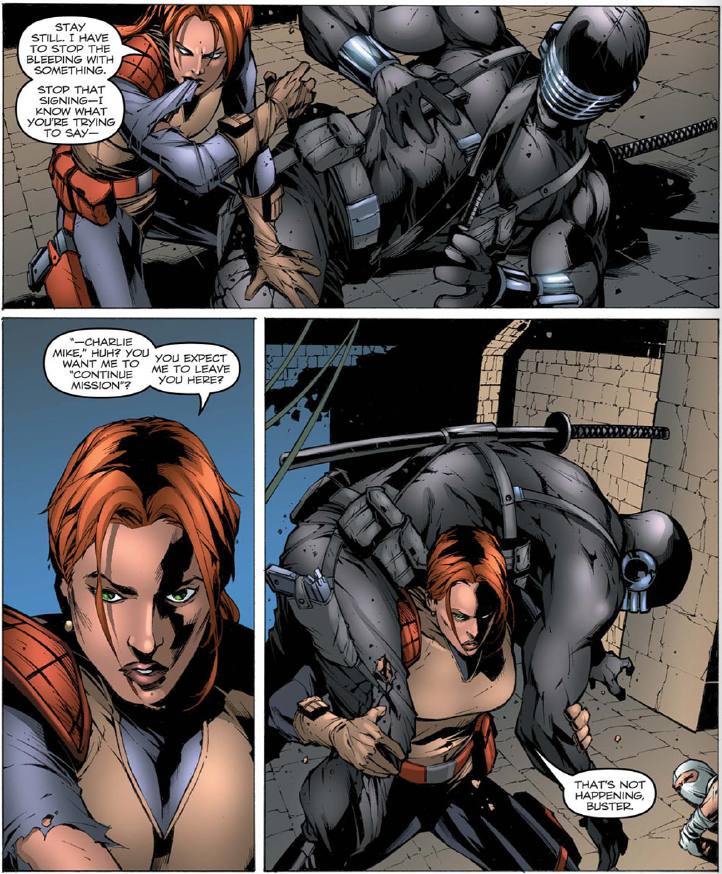 STAY
STILL. I HAVE
TO STOP THE
BLEEDING WITH
SOMETHING.
STOP THAT
SIGNING—I
KNOW WHAT
YOU'RE TRYING
TO SAY—
"—CHARLIE
MIKE," HUH? YOU
WANT ME TO
"CONTINUE
MISSION"?
YOU EXPECT
ME TO LEAVE
YOU HERE?
THAT'S NOT
HAPPENING,
BUSTER.